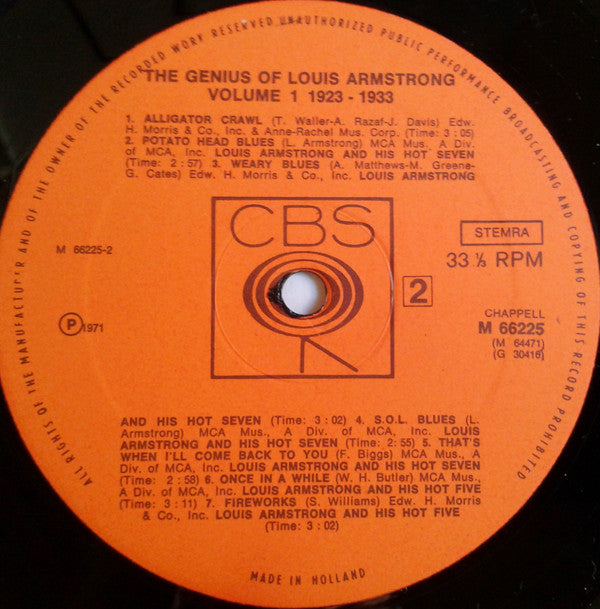 ALL RIGHTS OF THE MANUFACTURER AND OF THE OWNER OF THE RECORDED WORK RESERVED UNAUTHORIZED PUBLIC PERFORMANCE BROADCASTING AND COPYING OF THIS RECORD PROHIBITED
THE GENIUS OF LOUIS ARMSTRONG
VOLUME 1 1923 - 1933
1. ALLIGATOR CRAWL (T. Waller-A. Razaf-J. Davis) Edw.
H. Morris & Co., Inc. & Anne-Rachel Mus. Corp. (Time: 3 : 05)
2. POTATO HEAD BLUES (L. Armstrong) MCA Mus. A Div.
of MCA, Inc. LOUIS ARMSTRONG AND HIS HOT SEVEN
(Time: 2 : 57) 3. WEARY BLUES (A. Matthews-M. Greene-
G. Cates) Edw. H. Morris & Co., Inc. LOUIS ARMSTRONG
CBS
STEMRA
33 ⅓ RPM
M 66225-2
2
P 1971
CHAPPELL
M 66225
(M 64471)
(G 30416)
AND HIS HOT SEVEN (Time: 3 : 02) 4. S.O.L. BLUES (L.
Armstrong) MCA Mus., A Div. of MCA, Inc. LOUIS
ARMSTRONG AND HIS HOT SEVEN (Time: 2 : 55) 5. THAT'S
WHEN I'LL COME BACK TO YOU (F. Biggs) MCA Mus., A
Div. of MCA, Inc. LOUIS ARMSTRONG AND HIS HOT SEVEN
(Time: 2 : 58) 6. ONCE IN A WHILE (W. H. Butler) MCA Mus.,
A Div. of MCA, Inc. LOUIS ARMSTRONG AND HIS HOT FIVE
(Time: 3 : 11) 7. FIREWORKS (S. Williams) Edw. H. Morris
& Co., Inc. LOUIS ARMSTRONG AND HIS HOT FIVE
(Time: 3 : 02)
MADE IN HOLLAND